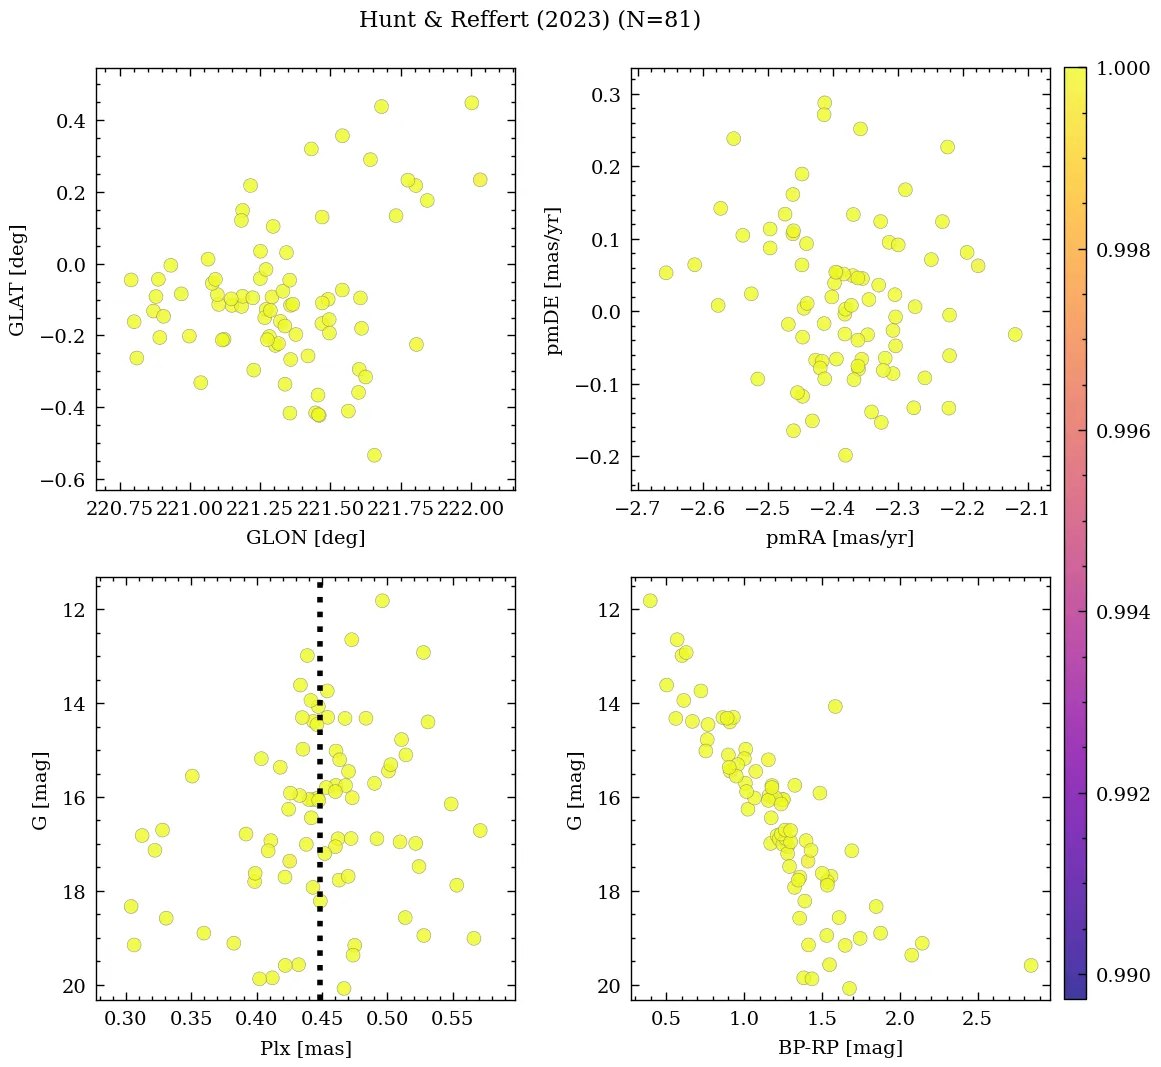 Hunt & Reffert (2023) (N=81)
0.4
0.2
0.0
−0.2
−0.4
−0.6
GLAT [deg]
220.75 221.00 221.25 221.50 221.75 222.00
GLON [deg]
0.3
0.2
0.1
0.0
−0.1
−0.2
pmDE [mas/yr]
−2.7 −2.6 −2.5 −2.4 −2.3 −2.2 −2.1
pmRA [mas/yr]
12
14
16
18
20
G [mag]
0.30 0.35 0.40 0.45 0.50 0.55
Plx [mas]
12
14
16
18
20
G [mag]
0.5 1.0 1.5 2.0 2.5
BP-RP [mag]
1.000
0.998
0.996
0.994
0.992
0.990